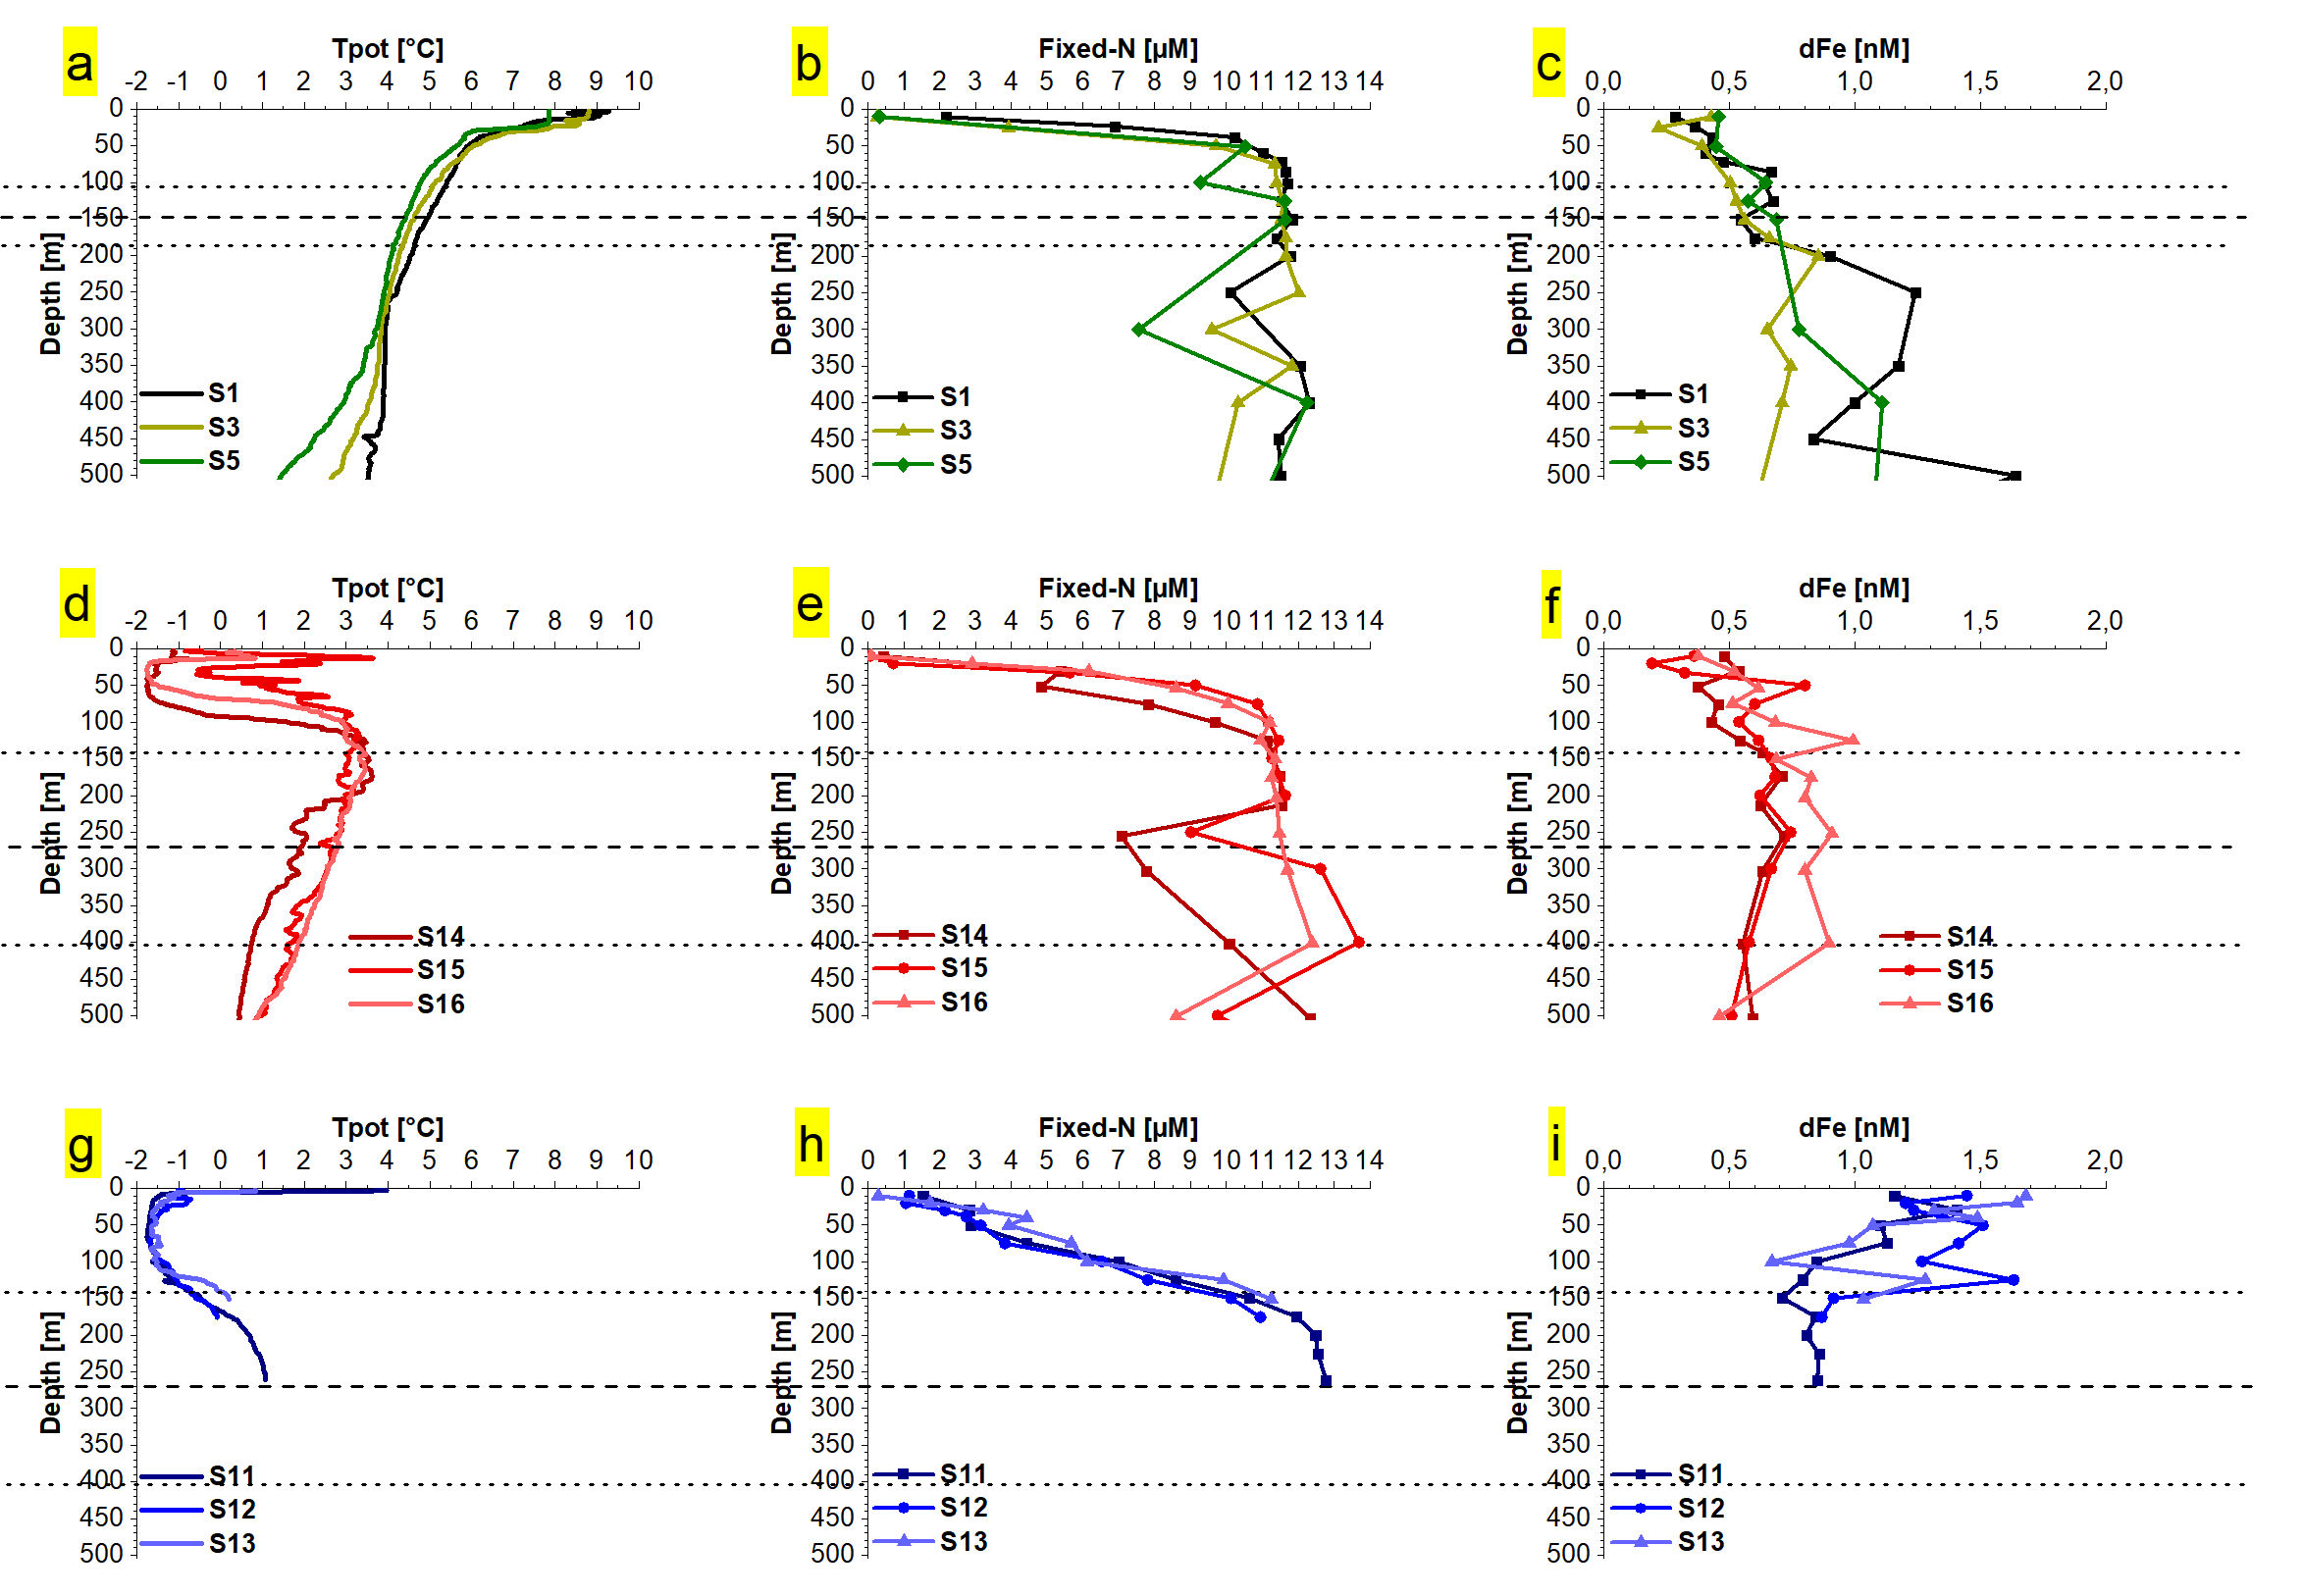 a
Tpot [°C]
-2 -1 0 1 2 3 4 5 6 7 8 9 10
0
50
100
150
200
250
300
350
400
450
500
Depth [m]
S1
S3
S5
b
Fixed-N [µM]
0 1 2 3 4 5 6 7 8 9 10 11 12 13 14
0
50
100
150
200
250
300
350
400
450
500
Depth [m]
S1
S3
S5
c
dFe [nM]
0,0 0,5 1,0 1,5 2,0
0
50
100
150
200
250
300
350
400
450
500
Depth [m]
S1
S3
S5
d
Tpot [°C]
-2 -1 0 1 2 3 4 5 6 7 8 9 10
0
50
100
150
200
250
300
350
400
450
500
Depth [m]
S14
S15
S16
e
Fixed-N [µM]
0 1 2 3 4 5 6 7 8 9 10 11 12 13 14
0
50
100
150
200
250
300
350
400
450
500
Depth [m]
S14
S15
S16
f
dFe [nM]
0,0 0,5 1,0 1,5 2,0
0
50
100
150
200
250
300
350
400
450
500
Depth [m]
S14
S15
S16
g
Tpot [°C]
-2 -1 0 1 2 3 4 5 6 7 8 9 10
0
50
100
150
200
250
300
350
400
450
500
Depth [m]
S11
S12
S13
h
Fixed-N [µM]
0 1 2 3 4 5 6 7 8 9 10 11 12 13 14
0
50
100
150
200
250
300
350
400
450
500
Depth [m]
S11
S12
S13
i
dFe [nM]
0,0 0,5 1,0 1,5 2,0
0
50
100
150
200
250
300
350
400
450
500
Depth [m]
S11
S12
S13